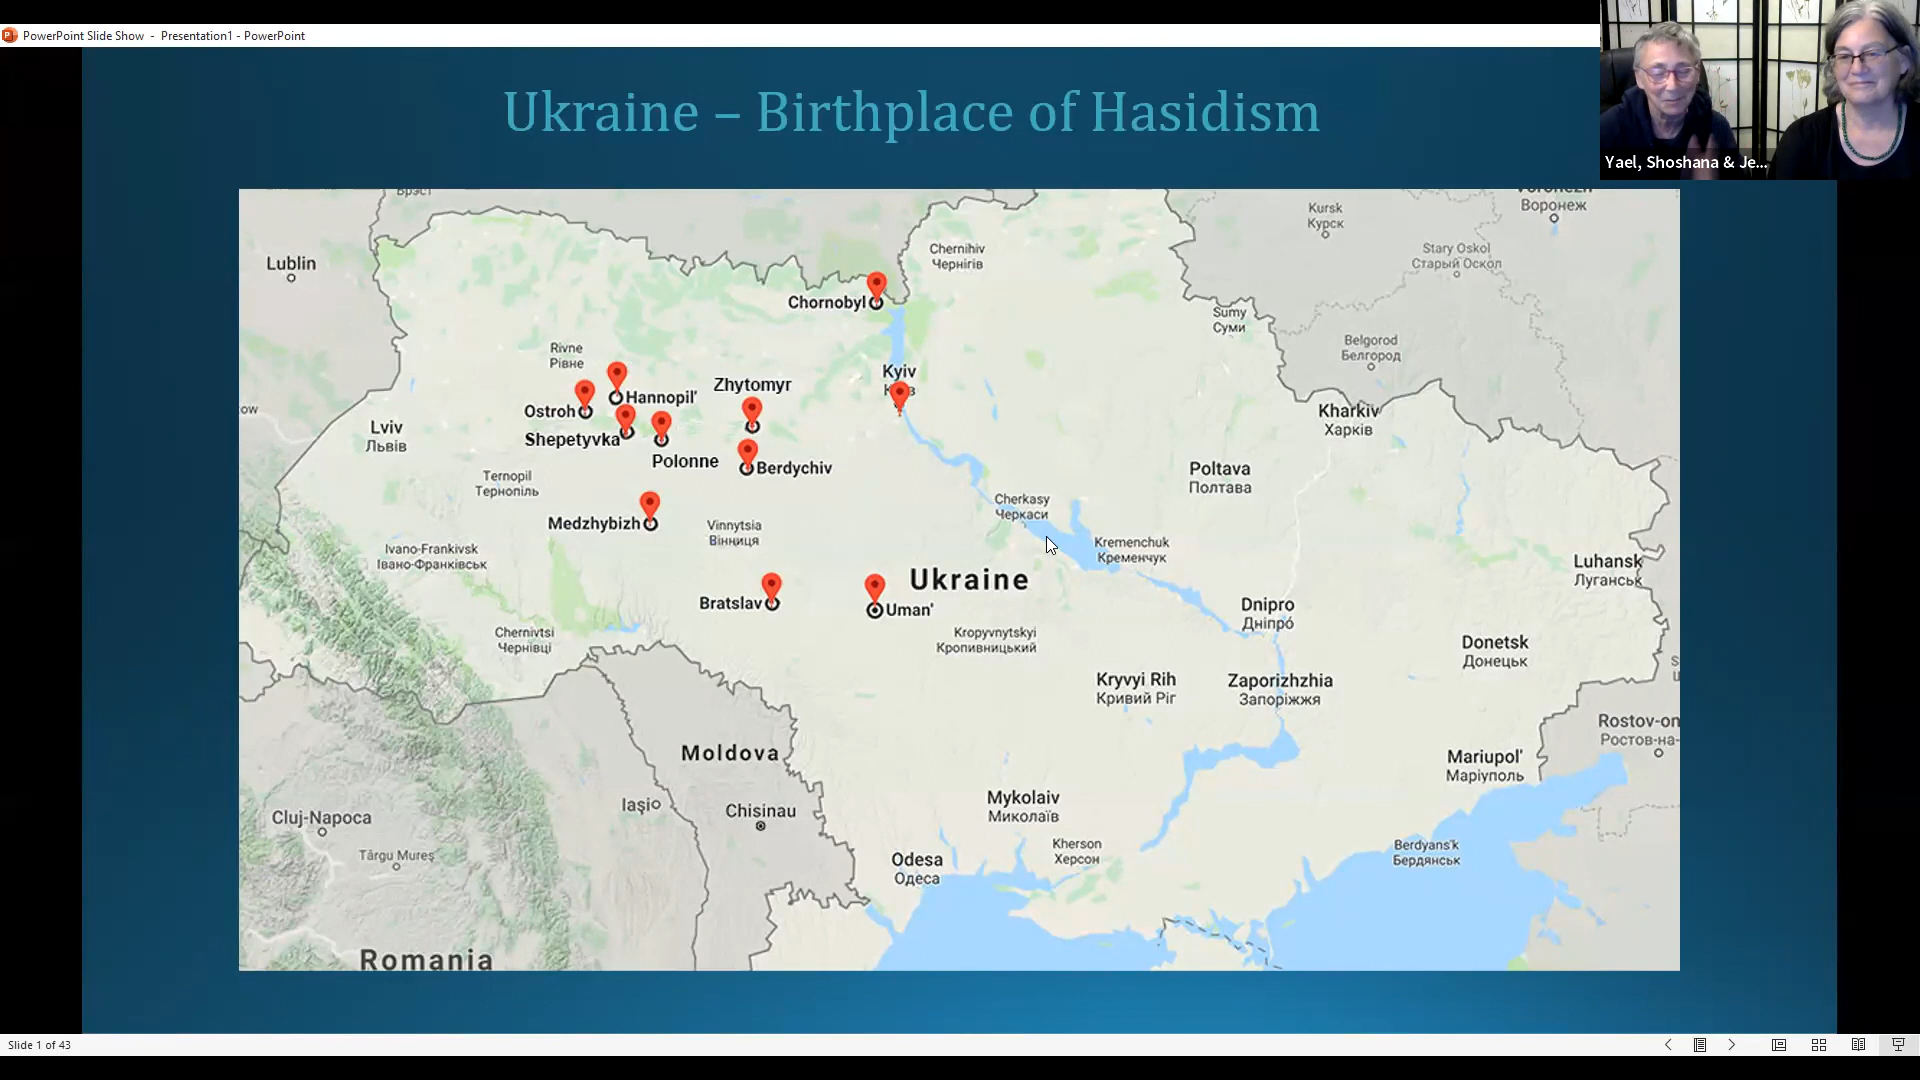 PowerPoint Slide Show - Presentation1 - PowerPoint
Yael, Shoshana & Je...
Ukraine – Birthplace of Hasidism
Брэст
Воронеж
Kursk
Курск
Lublin
Chernihiv
Чернігів
Stary Oskol
Старый Оскол
Chornobyl
Sumy
Суми
Belgorod
Белгород
Rivne
Рівне
Kyiv
Zhytomyr
Hannopil'
Ostroh
ow
Kharkiv
Харків
Lviv
Львів
Shepetyvka
Polonne
Berdychiv
Poltava
Полтава
Ternopil
Тернопіль
Cherkasy
Черкаси
Medzhybizh
Vinnytsia
Вінниця
Kremenchuk
Кременчук
Ivano-Frankivsk
Івано-Франківськ
Luhansk
Луганськ
Ukraine
Bratslav
Uman'
Dnipro
Дніпро́
Chernivtsi
Чернівці
Kropyvnytskyi
Кропивницький
Donetsk
Донецьк
Kryvyi Rih
Кривий Ріг
Zaporizhzhia
Запоріжжя
Rostov-on
Ростов-на-
Moldova
Mariupol'
Маріуполь
Iași
Chisinau
Mykolaiv
Миколаїв
Cluj-Napoca
Târgu Mureș
Kherson
Херсон
Berdyans'k
Бердянськ
Odesa
Одеса
Romania
Slide 1 of 43